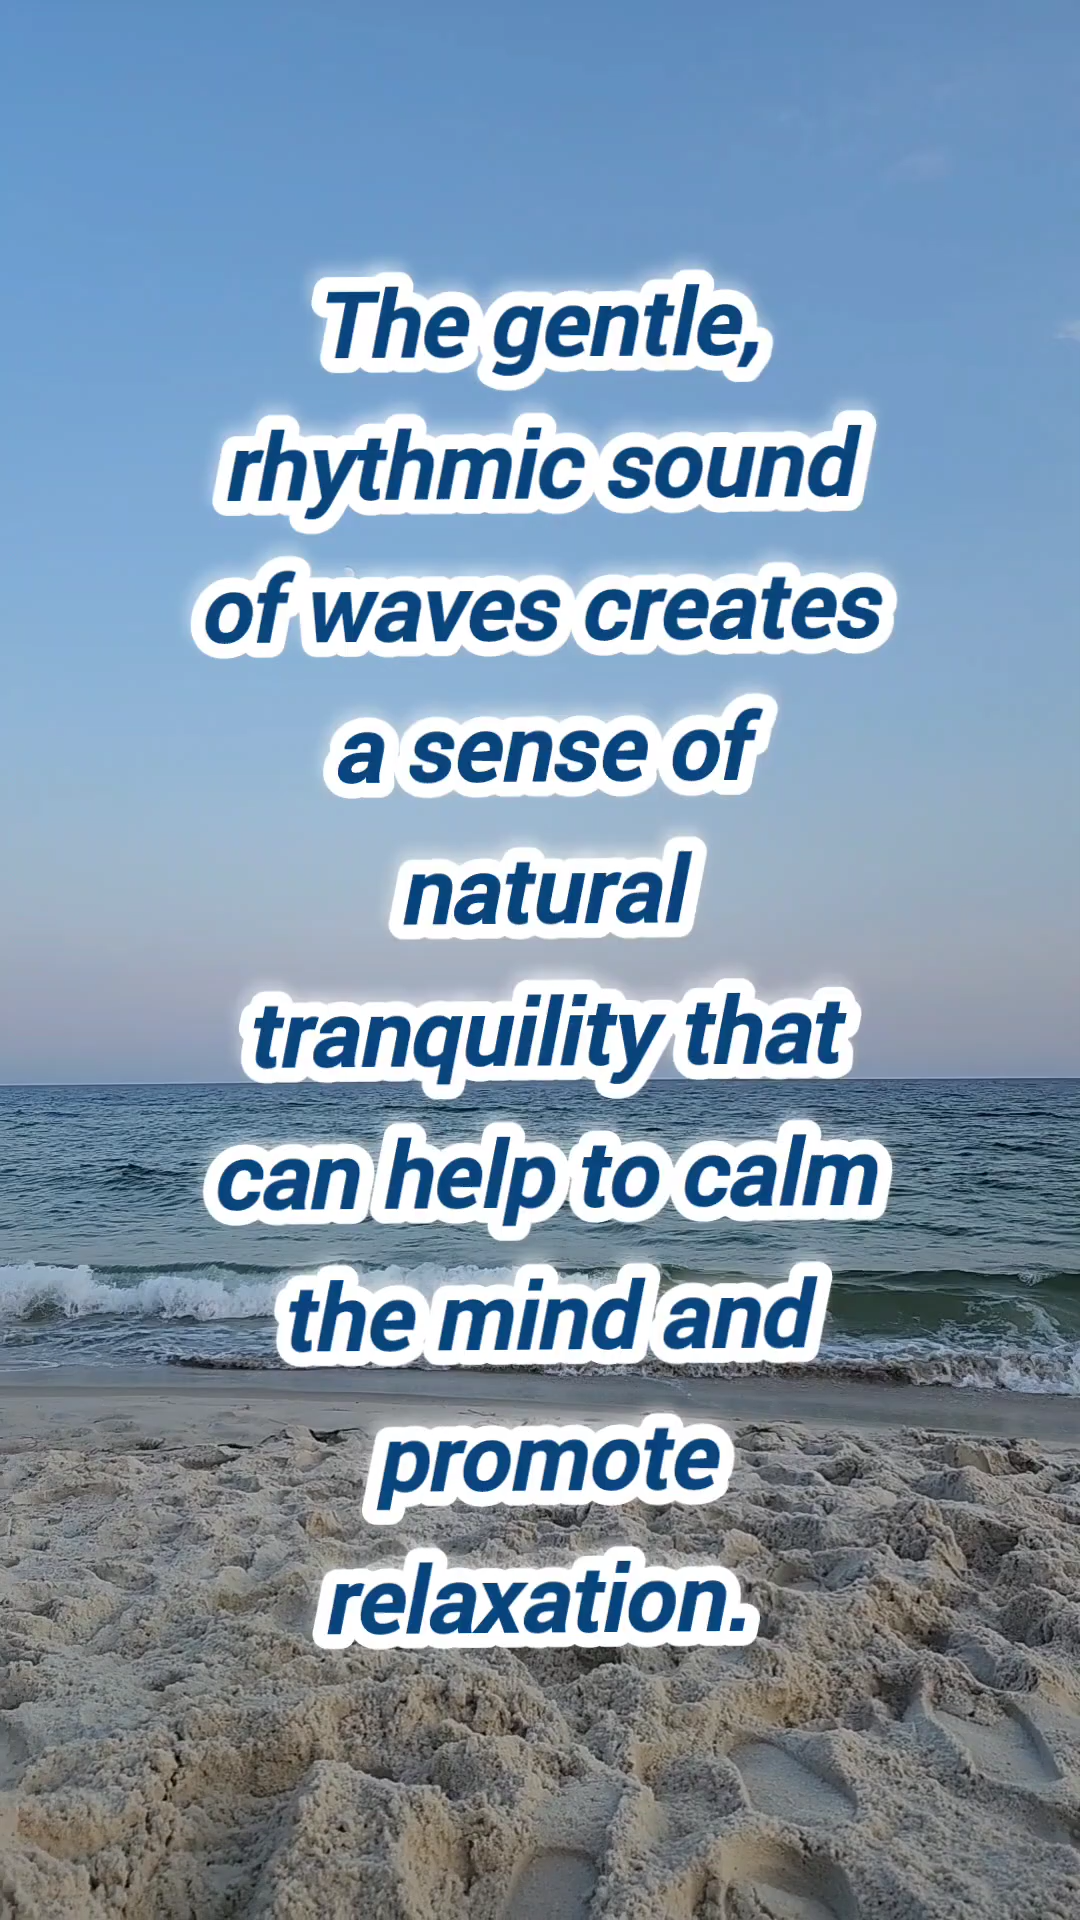 The gentle,
rhythmic sound
of waves creates
a sense of
natural
tranquility that
can help to calm
the mind and
promote
relaxation.